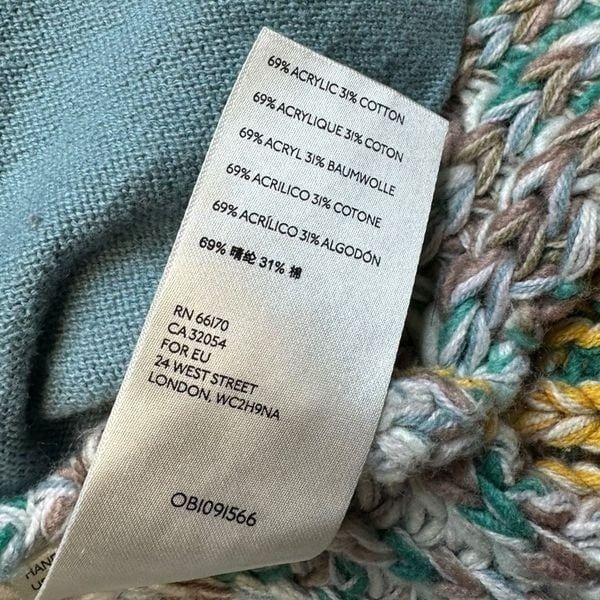 69% ACRYLIC 31% COTTON
69% ACRYLIQUE 31% COTON
69% ACRYL 31% BAUMWOLLE
69% ACRILICO 31% COTONE
69% ACRÍLICO 31% ALGODÓN
69% 晴纶 31% 棉
RN 66170
CA 32054
FOR EU
24 WEST STREET
LONDON, WC2H9NA
OB1091566
HAN